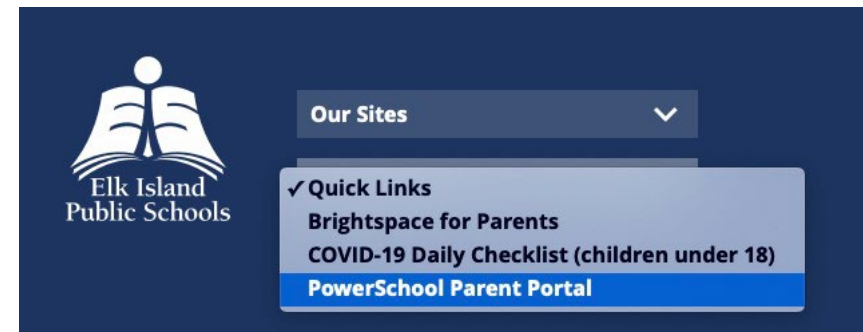 Elk Island
Public Schools
Our Sites
✓ Quick Links
Brightspace for Parents
COVID-19 Daily Checklist (children under 18)
PowerSchool Parent Portal